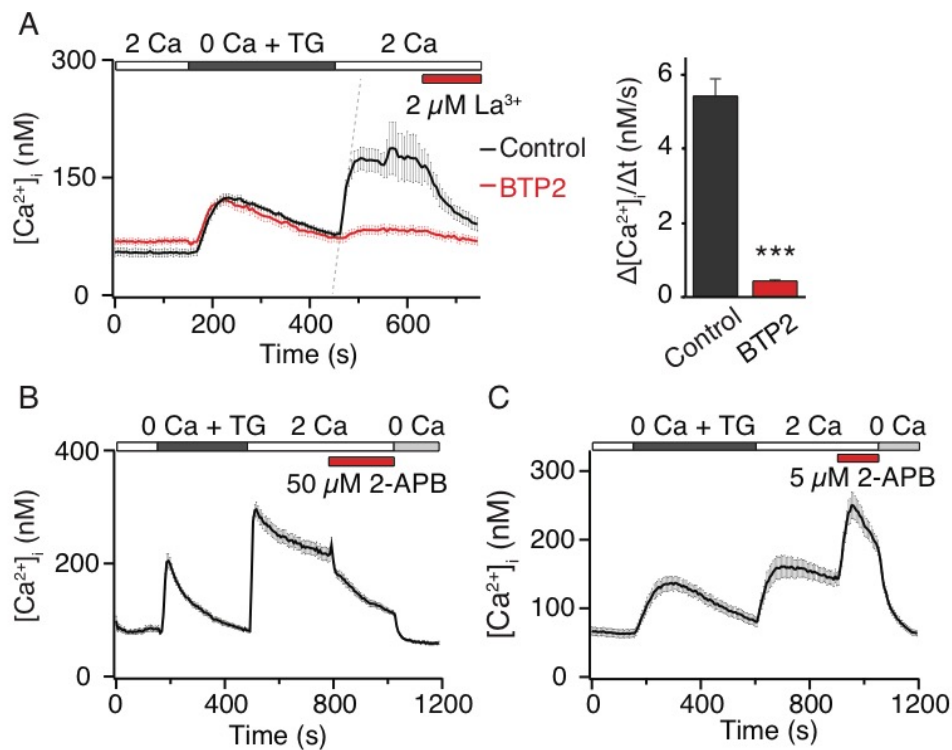 A
2 Ca 0 Ca + TG 2 Ca
300
150
0
[Ca²⁺]ᵢ (nM)
2 µM La³⁺
Control
BTP2
0 200 400 600
Time (s)
6
4
2
0
Δ[Ca²⁺]ᵢ/Δt (nM/s)
***
Control
BTP2
B
0 Ca + TG 2 Ca 0 Ca
400
200
0
[Ca²⁺]ᵢ (nM)
50 µM 2-APB
0 400 800 1200
Time (s)
C
0 Ca + TG 2 Ca 0 Ca
300
200
100
0
[Ca²⁺]ᵢ (nM)
5 µM 2-APB
0 400 800 1200
Time (s)